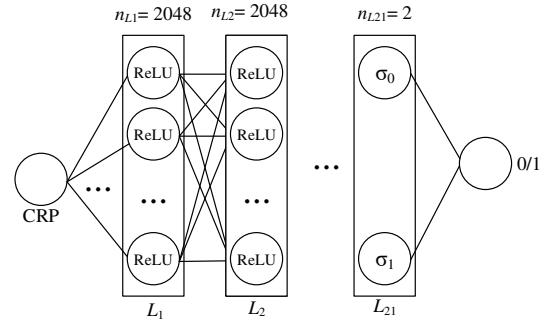 n_{L1}= 2048 n_{L2}= 2048 n_{L21}= 2
ReLU ReLU σ₀
ReLU ReLU
... 0/1
...
CRP ... ...
ReLU ReLU σ₁
L₁ L₂ L₂₁